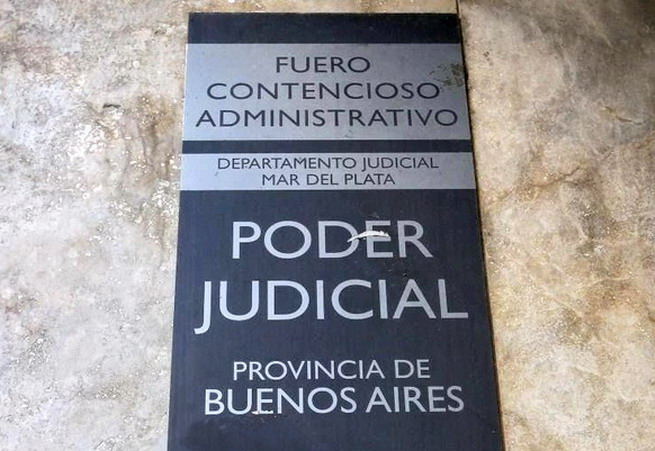 FUERO
CONTENCIOSO
ADMINISTRATIVO
DEPARTAMENTO JUDICIAL
MAR DEL PLATA
PODER
JUDICIAL
PROVINCIA DE
BUENOS AIRES